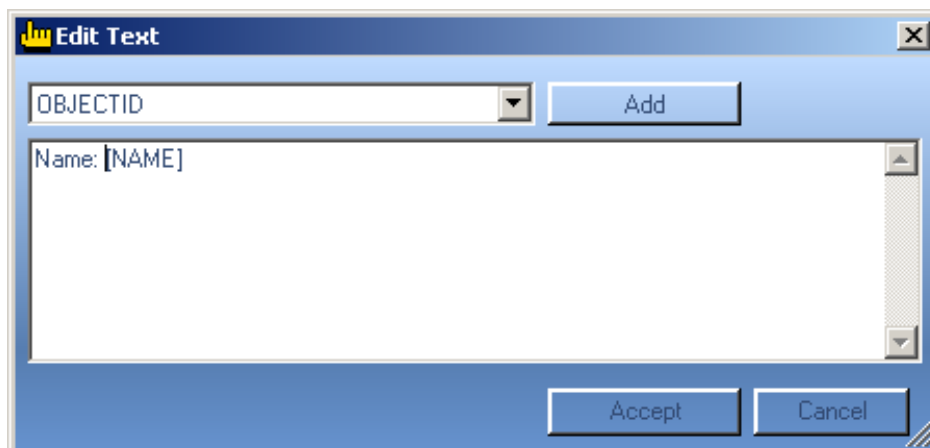 Edit Text
OBJECTID
Add
Name: [NAME]
Accept
Cancel